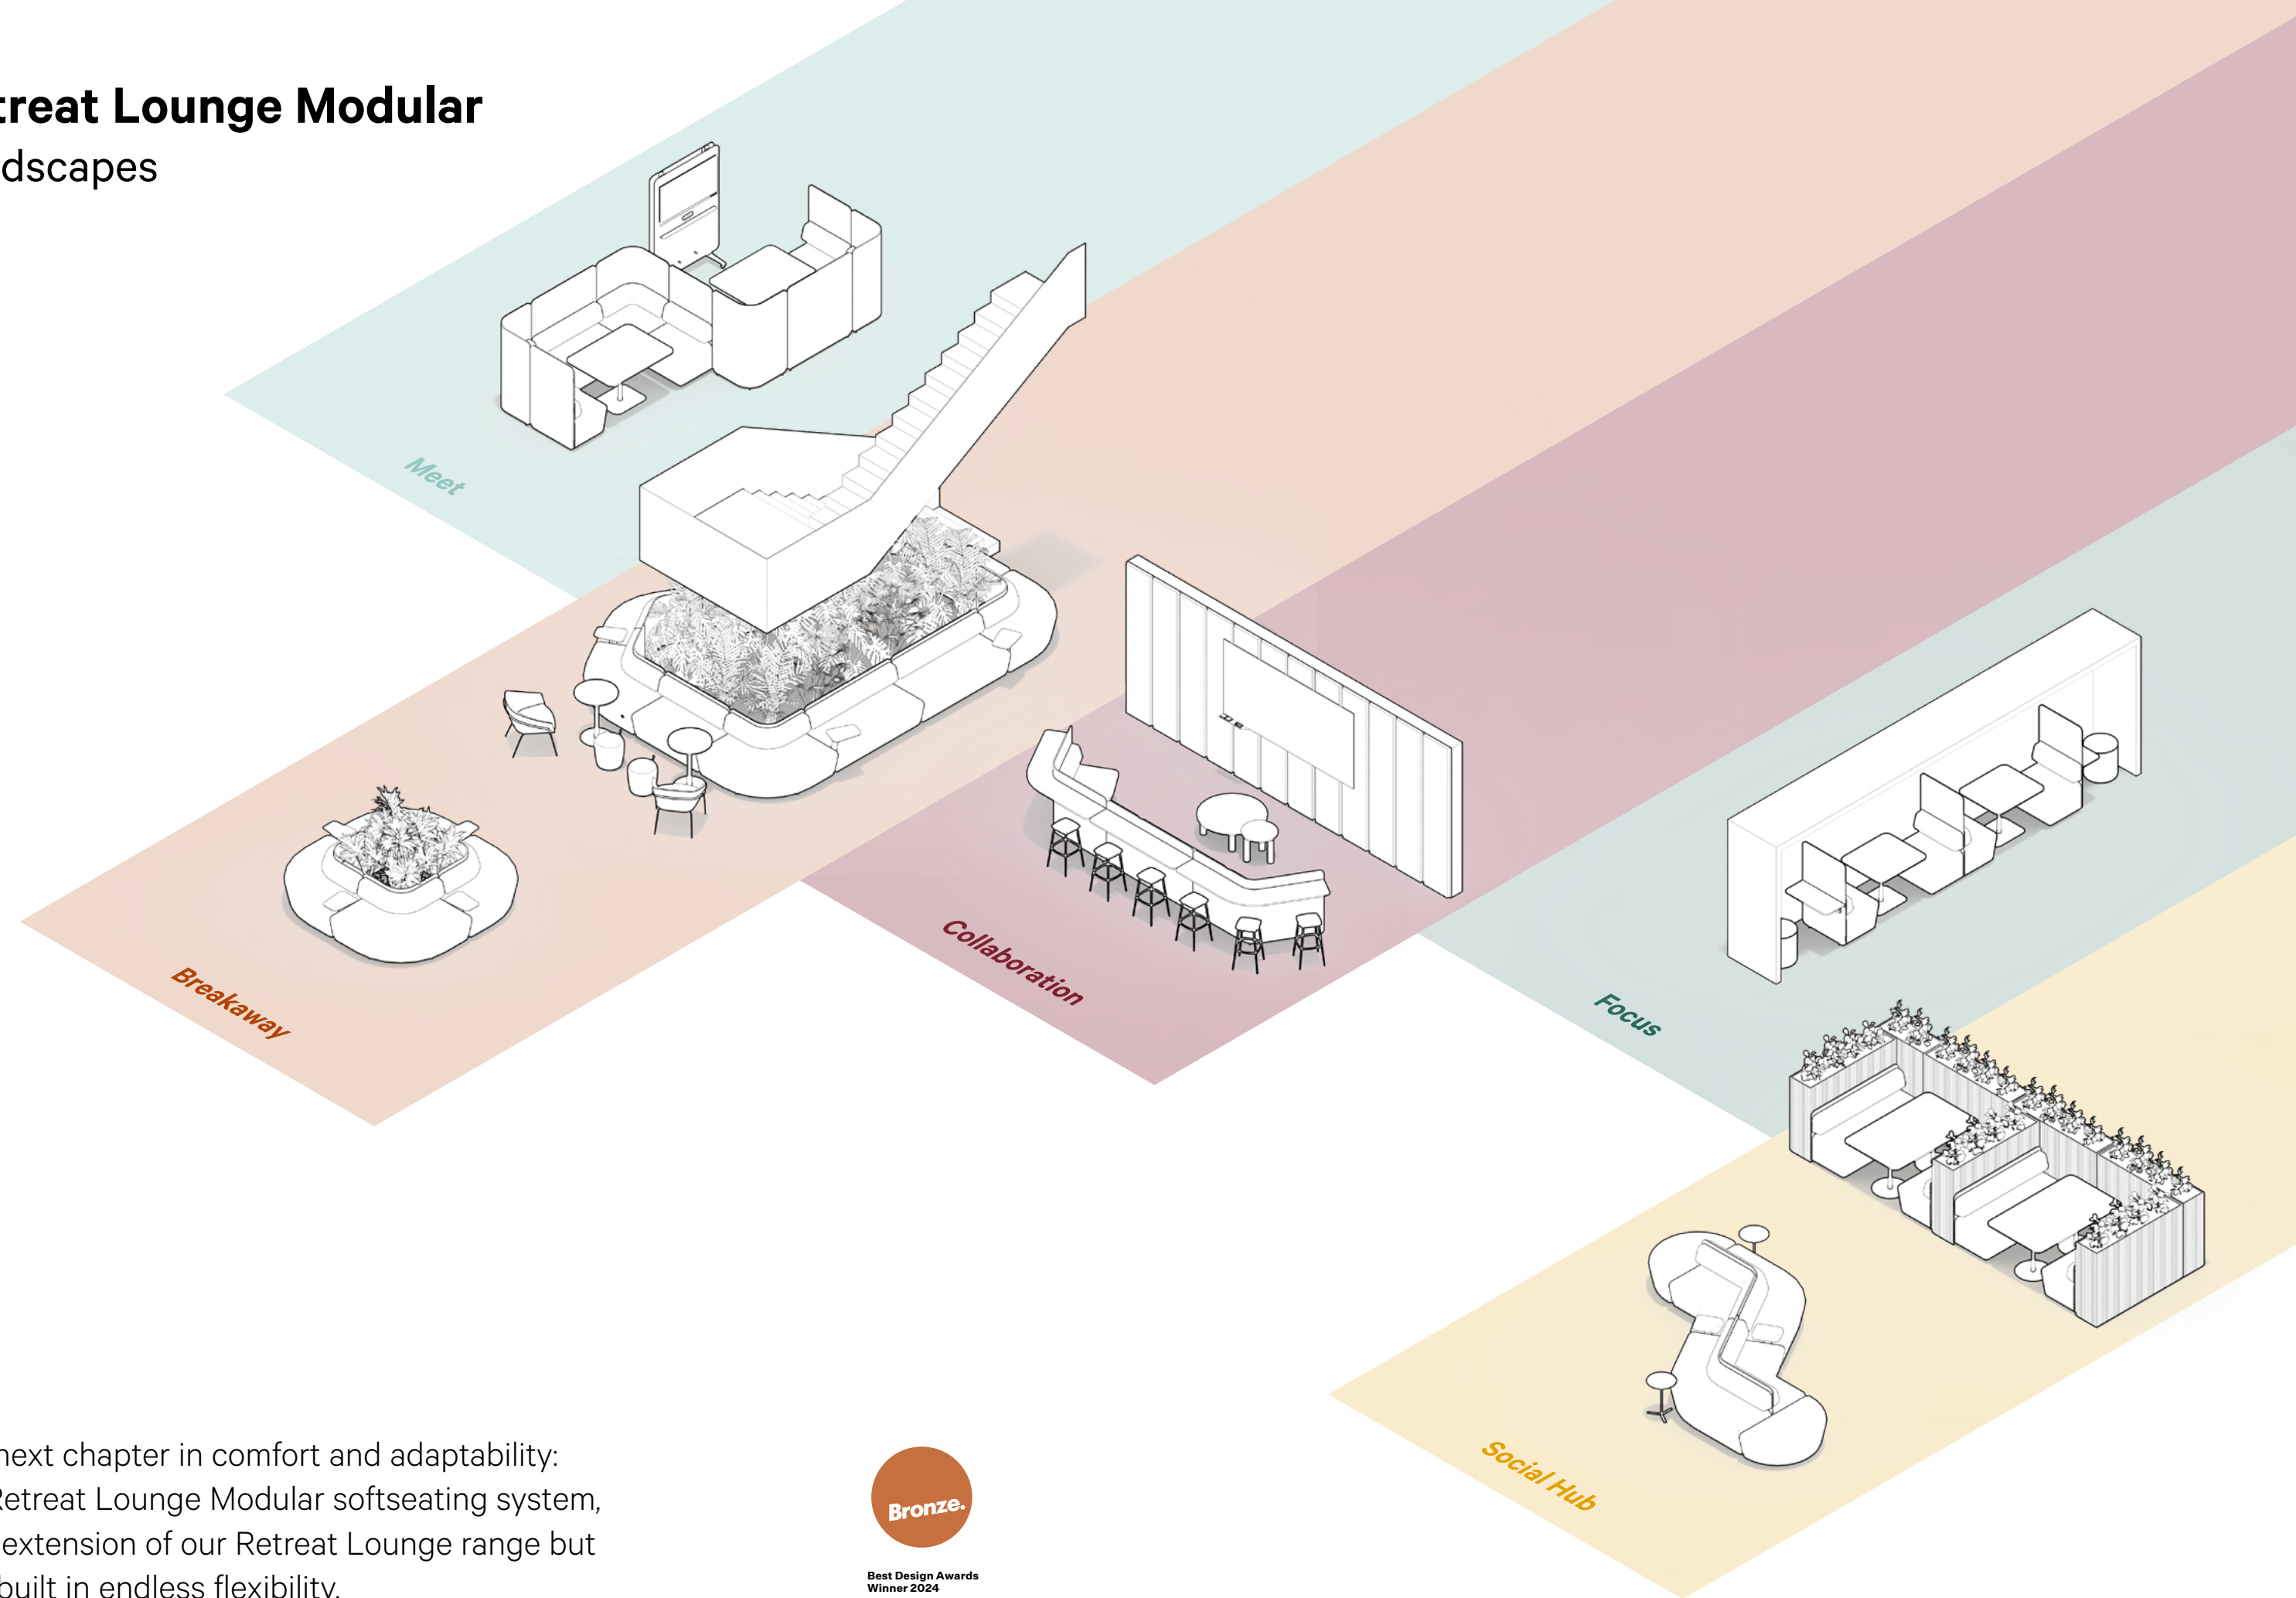 treat Lounge Modular
dscapes
Meet
Breakaway
Collaboration
Focus
Social Hub
next chapter in comfort and adaptability:
Retreat Lounge Modular softseating system,
extension of our Retreat Lounge range but
built in endless flexibility.
Bronze.
Best Design Awards
Winner 2024